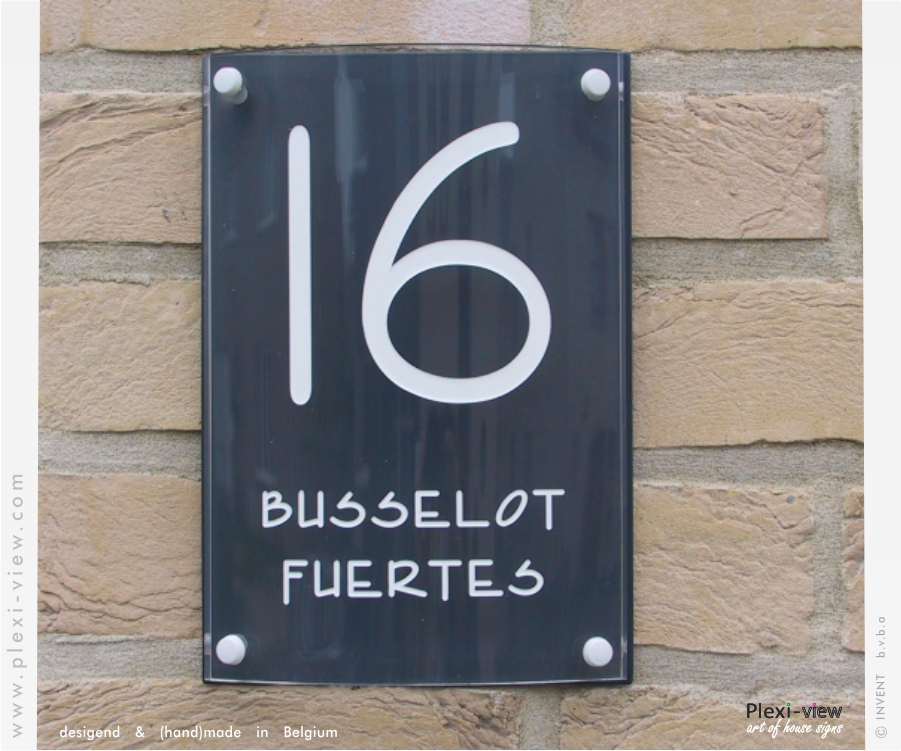 16
BUSSELOT
FUERTES
www.plexi-view.com
desigend & (hand)made in Belgium
Plexi-view
art of house signs
© INVENT b.v.b.a